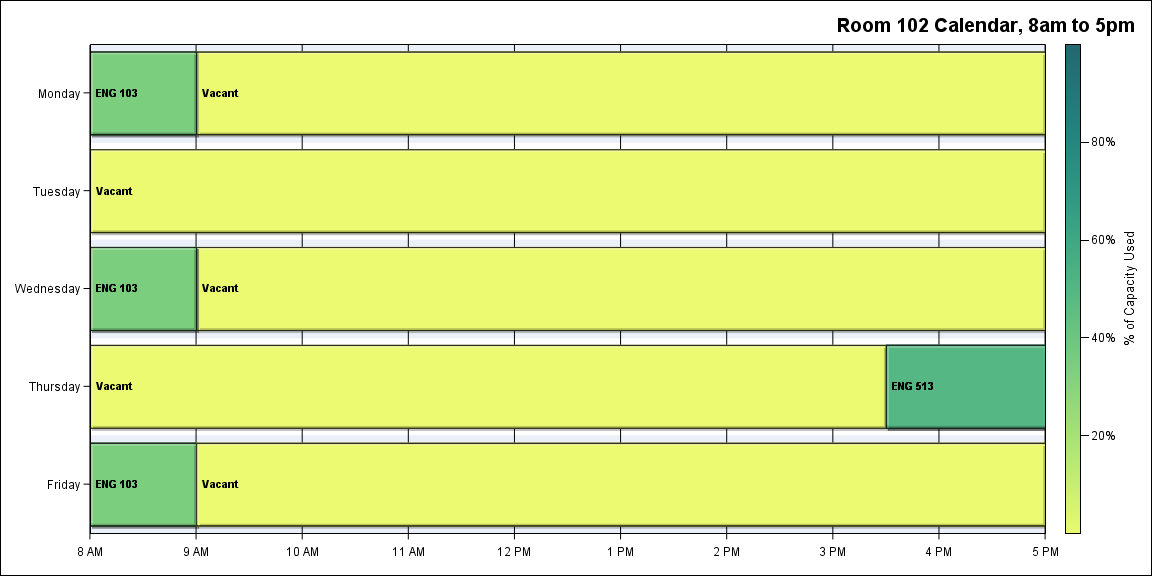 Room 102 Calendar, 8am to 5pm
Monday
ENG 103
Vacant
80%
Tuesday
Vacant
60%
Wednesday
ENG 103
Vacant
% of Capacity Used
40%
Thursday
Vacant
ENG 513
20%
Friday
ENG 103
Vacant
8 AM 9 AM 10 AM 11 AM 12 PM 1 PM 2 PM 3 PM 4 PM 5 PM